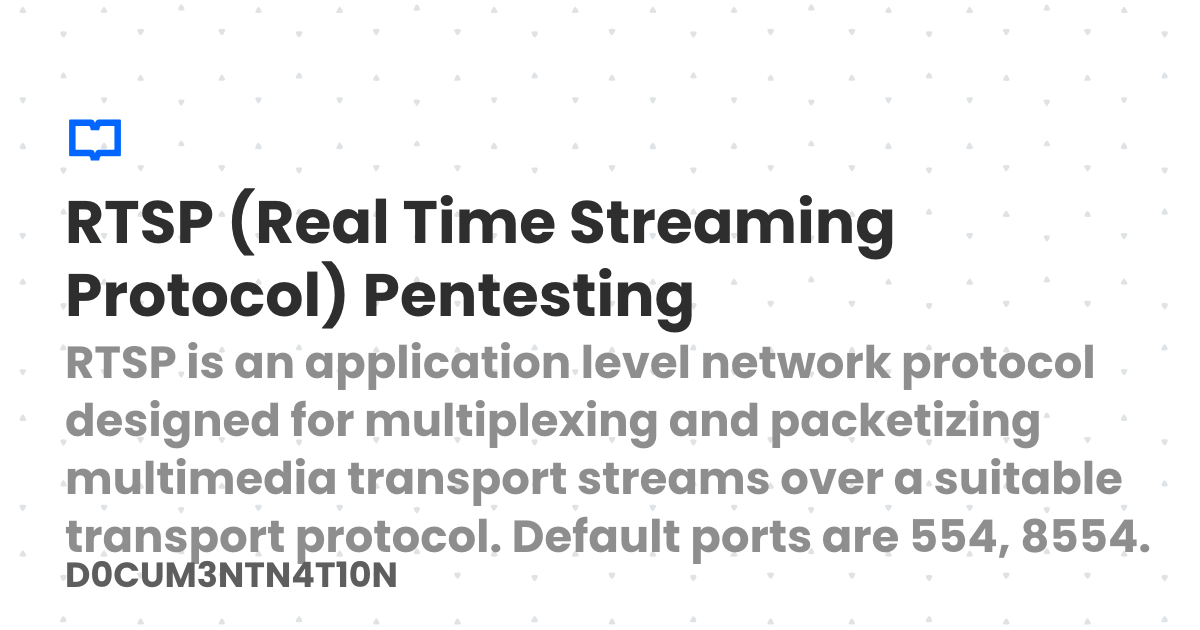 RTSP (Real Time Streaming
Protocol) Pentesting
RTSP is an application level network protocol
designed for multiplexing and packetizing
multimedia transport streams over a suitable
transport protocol. Default ports are 554, 8554.
D0CUM3NTN4T10N